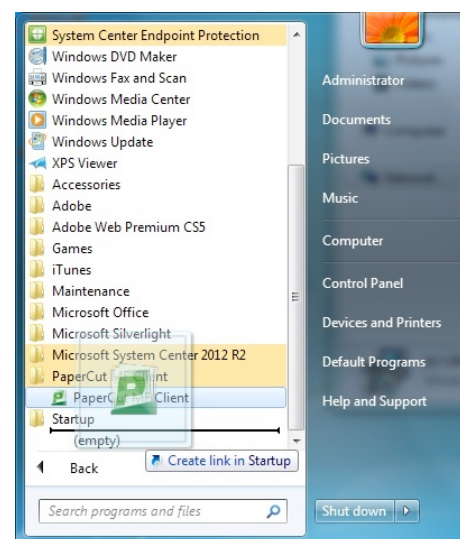 System Center Endpoint Protection
Windows DVD Maker
Windows Fax and Scan
Windows Media Center
Windows Media Player
Windows Update
XPS Viewer
Accessories
Adobe
Adobe Web Premium CS5
Games
iTunes
Maintenance
Microsoft Office
Microsoft Silverlight
Microsoft System Center 2012 R2
PaperCut MF Client
PaperCut MF Client
Startup
(empty)
Create link in Startup
Back
Search programs and files
Administrator
Documents
Pictures
Music
Computer
Control Panel
Devices and Printers
Default Programs
Help and Support
Shut down